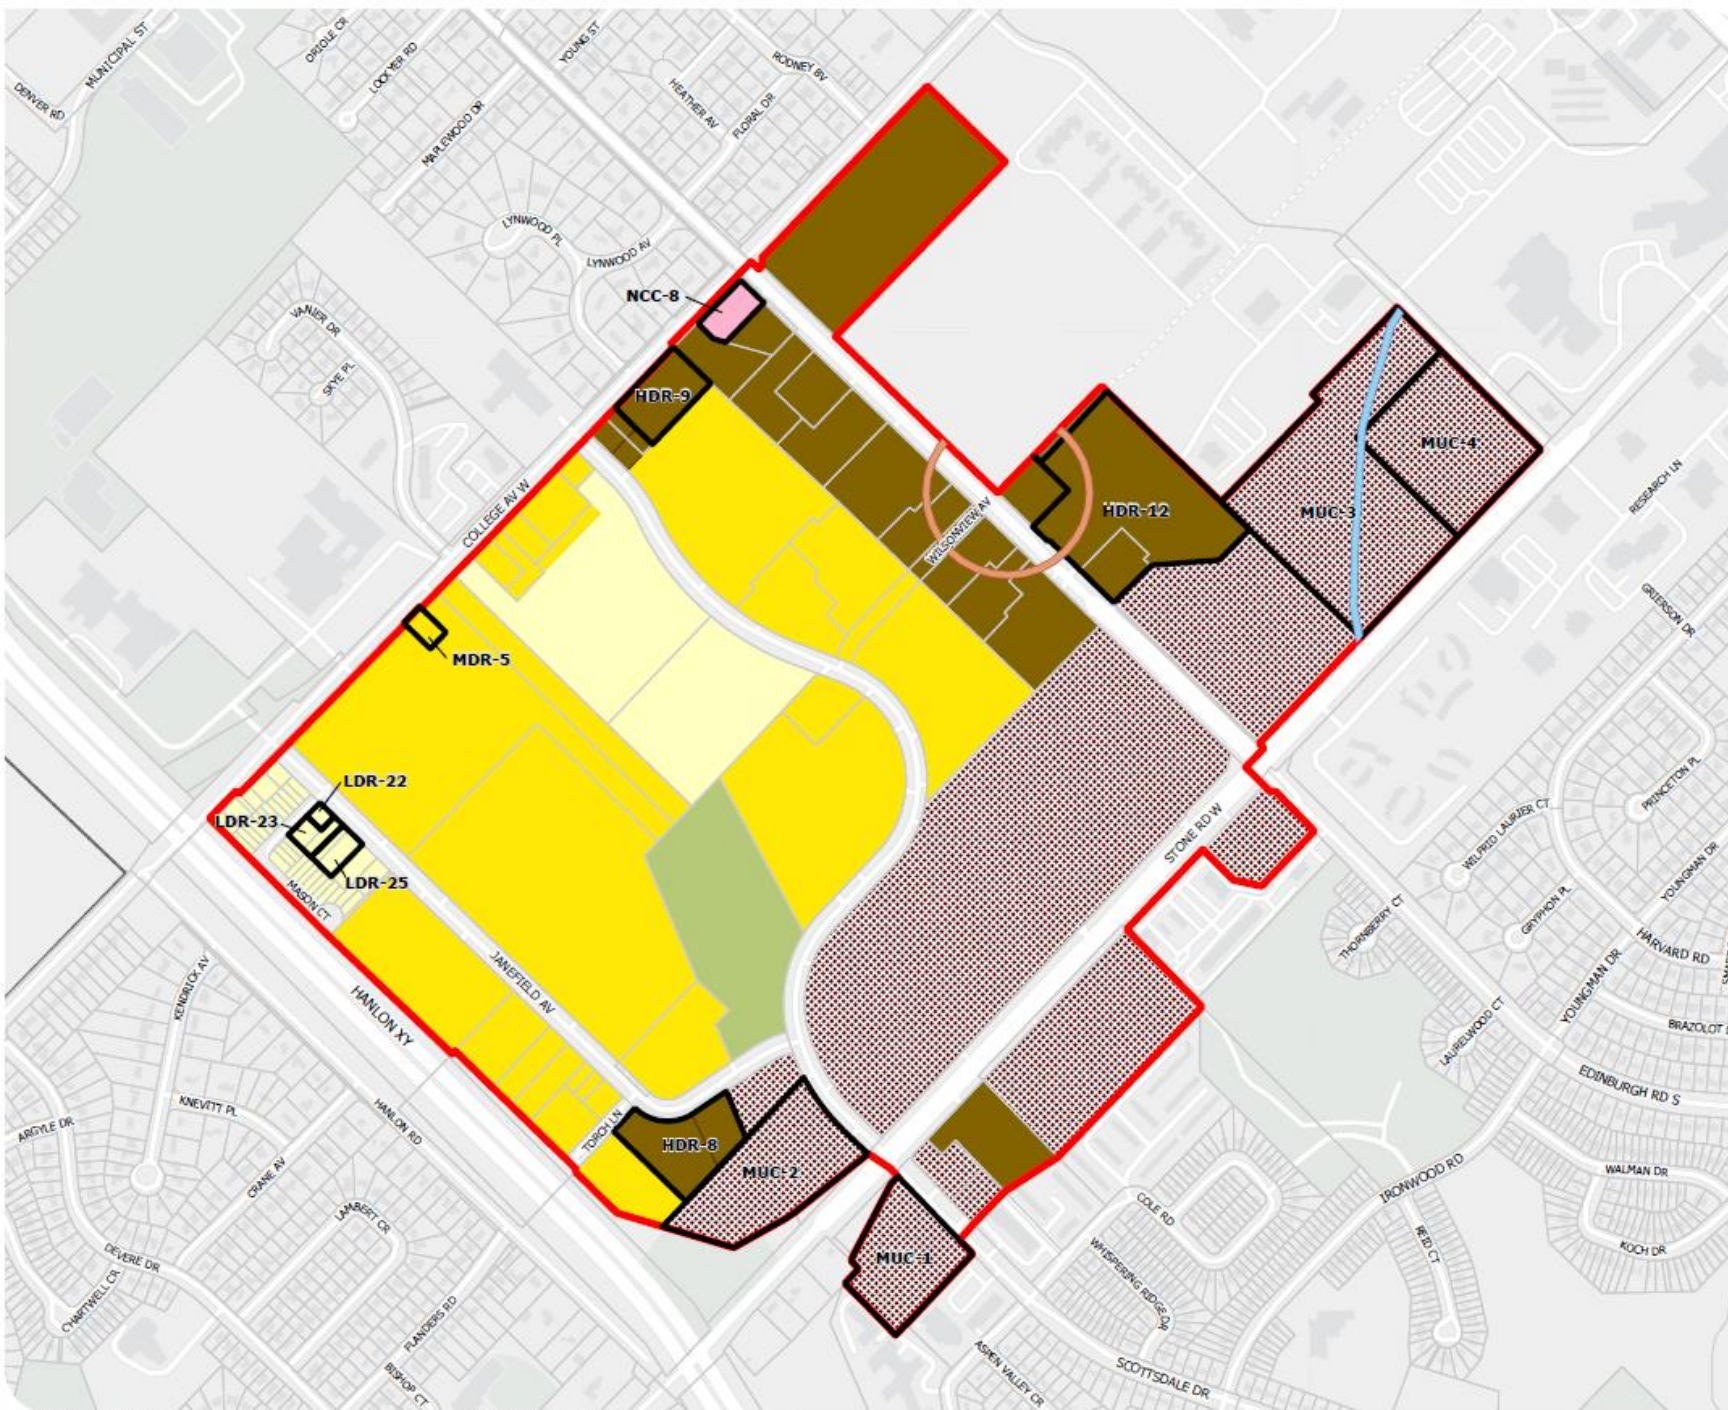 MUNICIPAL ST
ORIOLE CR
LOCKYER RD
YOUNG ST
RODNEY BV
DENVER RD
HEATHER AV
FLORAL DR
MAPLEWOOD DR
LYNWOOD PL
LYNWOOD AV
NCC-8
VANIER DR
SKYE PL
HDR-9
MUC-4
COLLEGE AV W
RESEARCH LN
HDR-12
MUC-3
WILSONVIEW AV
GRIERSON DR
MDR-5
LDR-22
PRINCETON PL
LDR-23
STONE RD W
WILFRID LAURIER CT
LDR-25
YOUNGMAN DR
MASON CT
GRYPHON PL
THORNBERRY CT
HARVARD RD
JANEFIELD AV
KENDRICK AV
YOUNGMAN DR
HANLON XY
LAURELWOOD CT
BRAZOLOT
EDINBURGH RD S
KNEVITT PL
HANLON RD
ARGYLE DR
TORCH LN
HDR-8
MUC-2
IRONWOOD RD
WALMAN DR
CRANE AV
COLE RD
LAMBERT CR
REID CT
KOCH DR
DEVERE DR
MUC-1
WHISPERING RIDGE DR
CHARTWELL CR
FLANDERS RD
ASPEN VALLEY CR
SCOTTSDALE DR
BISHOP CT